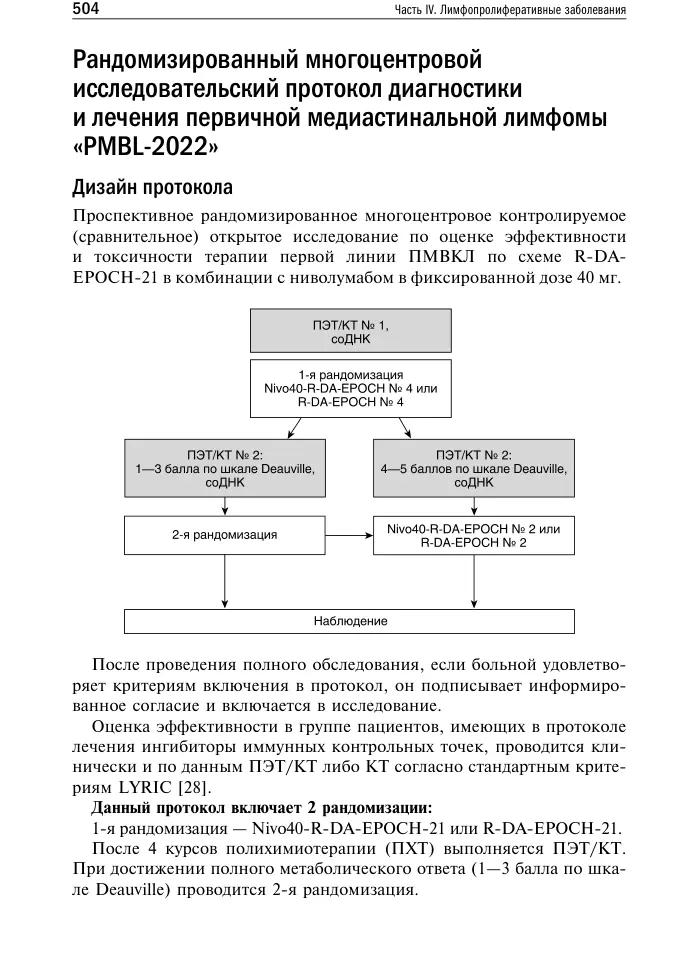 504
Часть IV. Лимфопролиферативные заболевания
Рандомизированный многоцентровой
исследовательский протокол диагностики
и лечения первичной медиастинальной лимфомы
«PMBL-2022»
Дизайн протокола
Проспективное рандомизированное многоцентровое контролируемое
(сравнительное) открытое исследование по оценке эффективности
и токсичности терапии первой линии ПМВКЛ по схеме R-DA-
EPOCH-21 в комбинации с ниволумабом в фиксированной дозе 40 мг.
ПЭТ/КТ № 1,
соДНК
1-я рандомизация
Nivo40-R-DA-EPOCH № 4 или
R-DA-EPOCH № 4
ПЭТ/КТ № 2:
1—3 балла по шкале Deauville,
соДНК
ПЭТ/КТ № 2:
4—5 баллов по шкале Deauville,
соДНК
2-я рандомизация
Nivo40-R-DA-EPOCH № 2 или
R-DA-EPOCH № 2
Наблюдение
После проведения полного обследования, если больной удовлетво-
ряет критериям включения в протокол, он подписывает информиро-
ванное согласие и включается в исследование.
Оценка эффективности в группе пациентов, имеющих в протоколе
лечения ингибиторы иммунных контрольных точек, проводится кли-
нически и по данным ПЭТ/КТ либо КТ согласно стандартным крите-
риям LYRIC [28].
Данный протокол включает 2 рандомизации:
1-я рандомизация — Nivo40-R-DA-EPOCH-21 или R-DA-EPOCH-21.
После 4 курсов полихимиотерапии (ПХТ) выполняется ПЭТ/КТ.
При достижении полного метаболического ответа (1—3 балла по шка-
ле Deauville) проводится 2-я рандомизация.